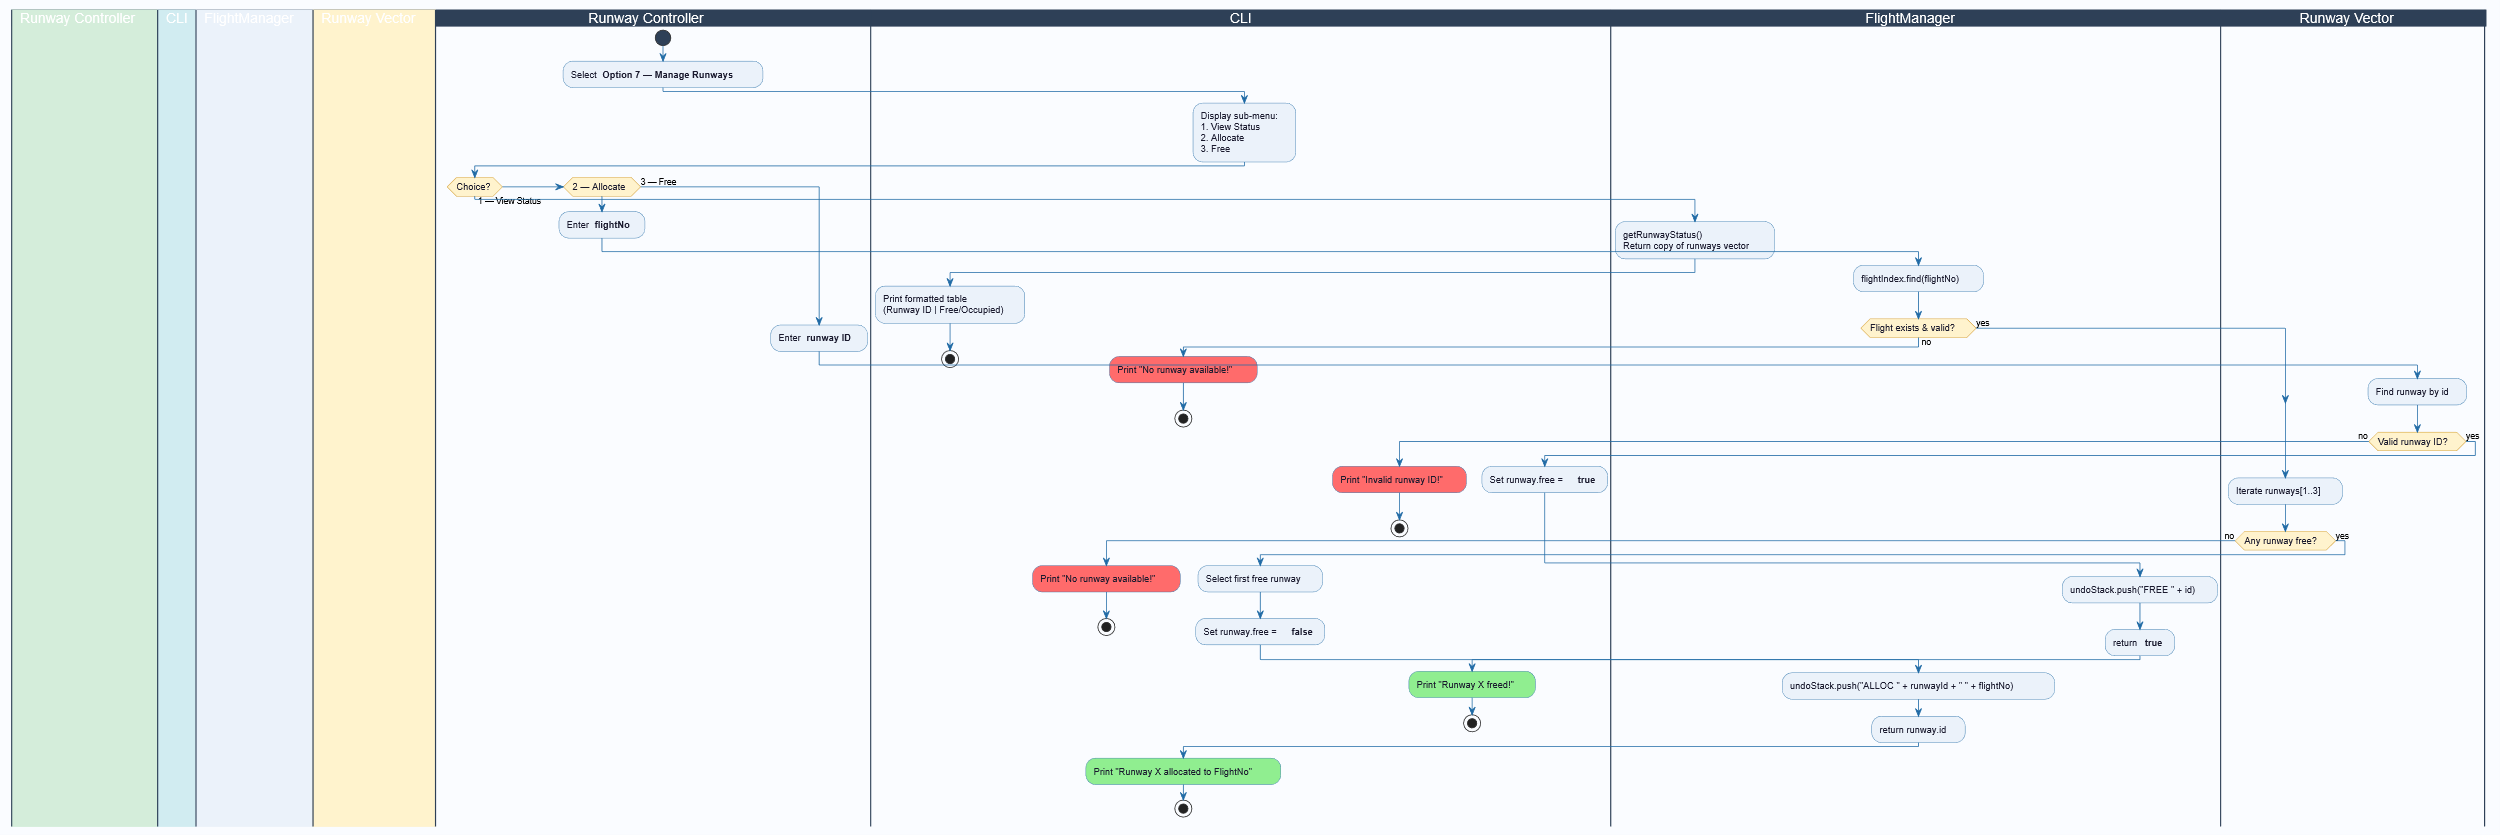 Runway Controller
CLI
FlightManager
Runway Vector
Runway Controller
CLI
FlightManager
Runway Vector
Select Option 7 — Manage Runways
Display sub-menu:
1. View Status
2. Allocate
3. Free
Choice?
2 — Allocate
3 — Free
1 — View Status
Enter flightNo
getRunwayStatus()
Return copy of runways vector
flightIndex.find(flightNo)
Print formatted table
(Runway ID | Free/Occupied)
Flight exists & valid?
yes
no
Enter runway ID
Print "No runway available!"
Find runway by id
no
Valid runway ID?
yes
Print "Invalid runway ID!"
Set runway.free = true
Iterate runways[1..3]
no
Any runway free?
yes
Print "No runway available!"
Select first free runway
undoStack.push("FREE " + id)
Set runway.free = false
return true
Print "Runway X freed!"
undoStack.push("ALLOC " + runwayId + " " + flightNo)
return runway.id
Print "Runway X allocated to FlightNo"